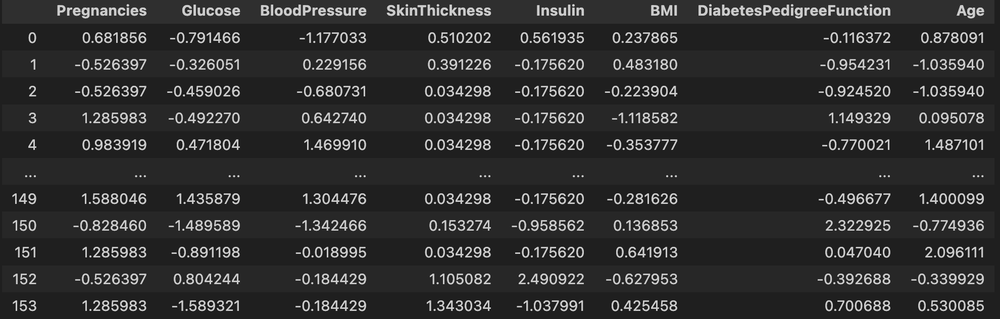 Pregnancies Glucose BloodPressure SkinThickness Insulin BMI DiabetesPedigreeFunction Age
0 0.681856 -0.791466 -1.177033 0.510202 0.561935 0.237865 -0.116372 0.878091
1 -0.526397 -0.326051 0.229156 0.391226 -0.175620 0.483180 -0.954231 -1.035940
2 -0.526397 -0.459026 -0.680731 0.034298 -0.175620 -0.223904 -0.924520 -1.035940
3 1.285983 -0.492270 0.642740 0.034298 -0.175620 -1.118582 1.149329 0.095078
4 0.983919 0.471804 1.469910 0.034298 -0.175620 -0.353777 -0.770021 1.487101
... ... ... ... ... ... ... ... ...
149 1.588046 1.435879 1.304476 0.034298 -0.175620 -0.281626 -0.496677 1.400099
150 -0.828460 -1.489589 -1.342466 0.153274 -0.958562 0.136853 2.322925 -0.774936
151 1.285983 -0.891198 -0.018995 0.034298 -0.175620 0.641913 0.047040 2.096111
152 -0.526397 0.804244 -0.184429 1.105082 2.490922 -0.627953 -0.392688 -0.339929
153 1.285983 -1.589321 -0.184429 1.343034 -1.037991 0.425458 0.700688 0.530085